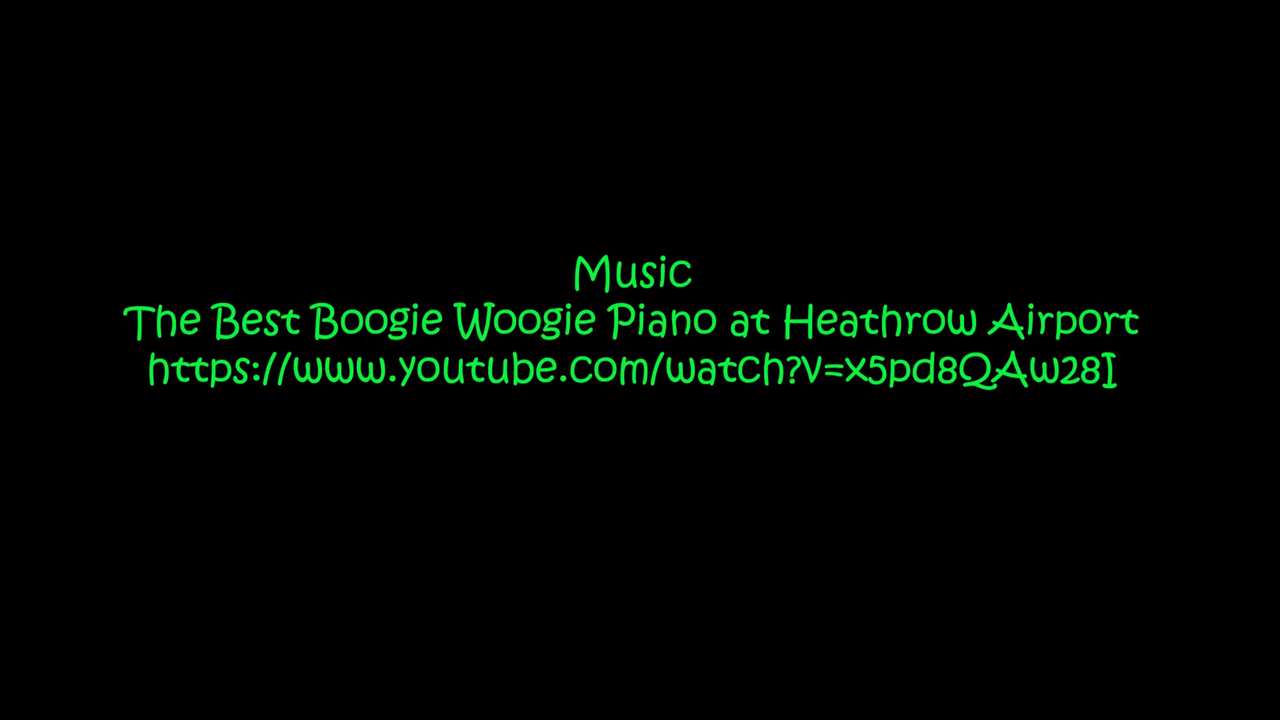 Music
The Best Boogie Woogie Piano at Heathrow Airport
https://www.youtube.com/watch?v=x5pd8QAw28I